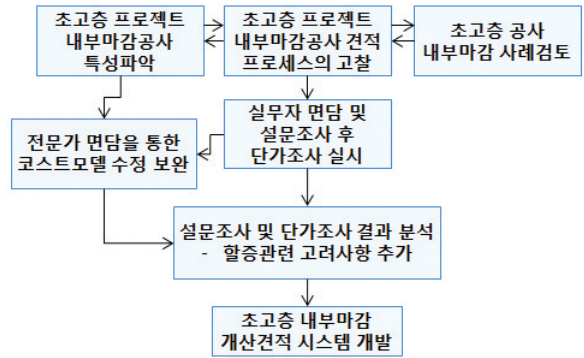 초고층 프로젝트
내부마감공사
특성파악
초고층 프로젝트
내부마감공사 견적
프로세스의 고찰
초고층 공사
내부마감 사례검토
전문가 면담을 통한
코스트모델 수정 보완
실무자 면담 및
설문조사 후
단가조사 실시
설문조사 및 단가조사 결과 분석
- 할증관련 고려사항 추가
초고층 내부마감
개산견적 시스템 개발